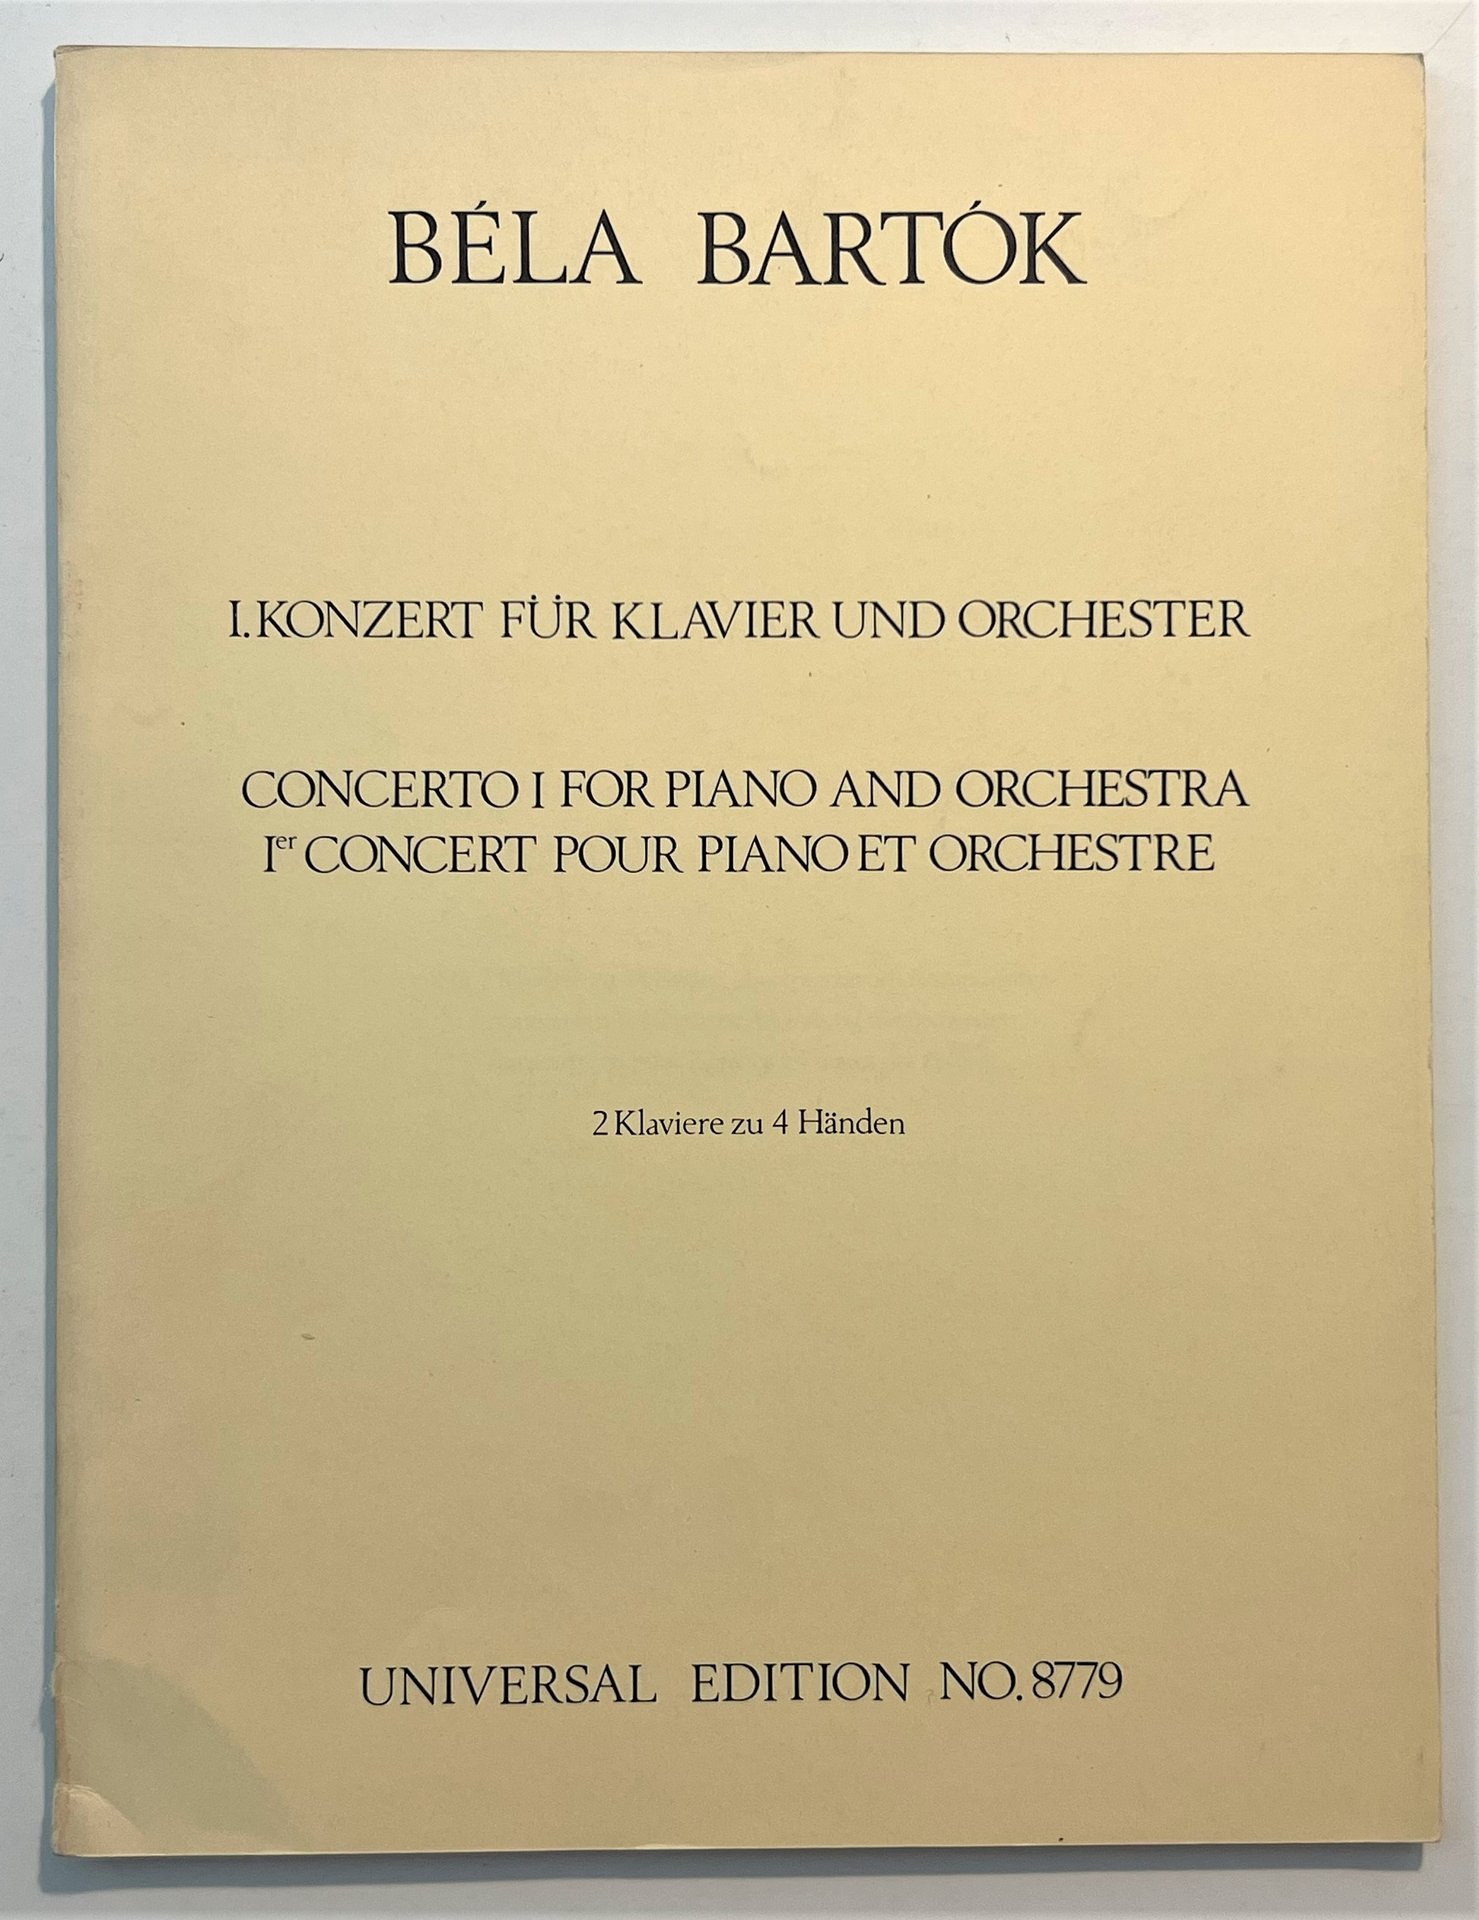 BÉLA BARTÓK
I. KONZERT FÜR KLAVIER UND ORCHESTER
CONCERTO I FOR PIANO AND ORCHESTRA
Ier CONCERT POUR PIANO ET ORCHESTRE
2 Klaviere zu 4 Händen
UNIVERSAL EDITION NO. 8779